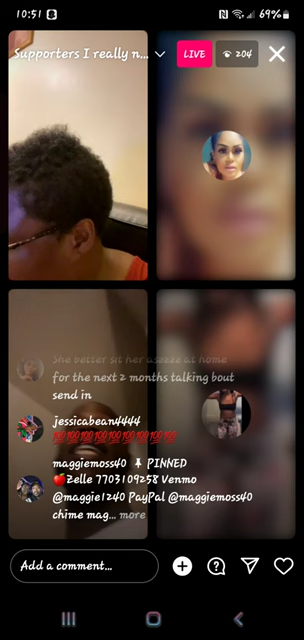 10:51
69%
Supporters I really n...
LIVE
204
She better sit her asszzz at home
for the next 2 months talking bout
send in
jessicabean4444
💯💯💯💯💯💯💯💯💯💯
maggiemoss40 📌 PINNED
🍎Zelle 7703109258 Venmo
@maggie1240 PayPal @maggiemoss40
chime mag... more
Add a comment...